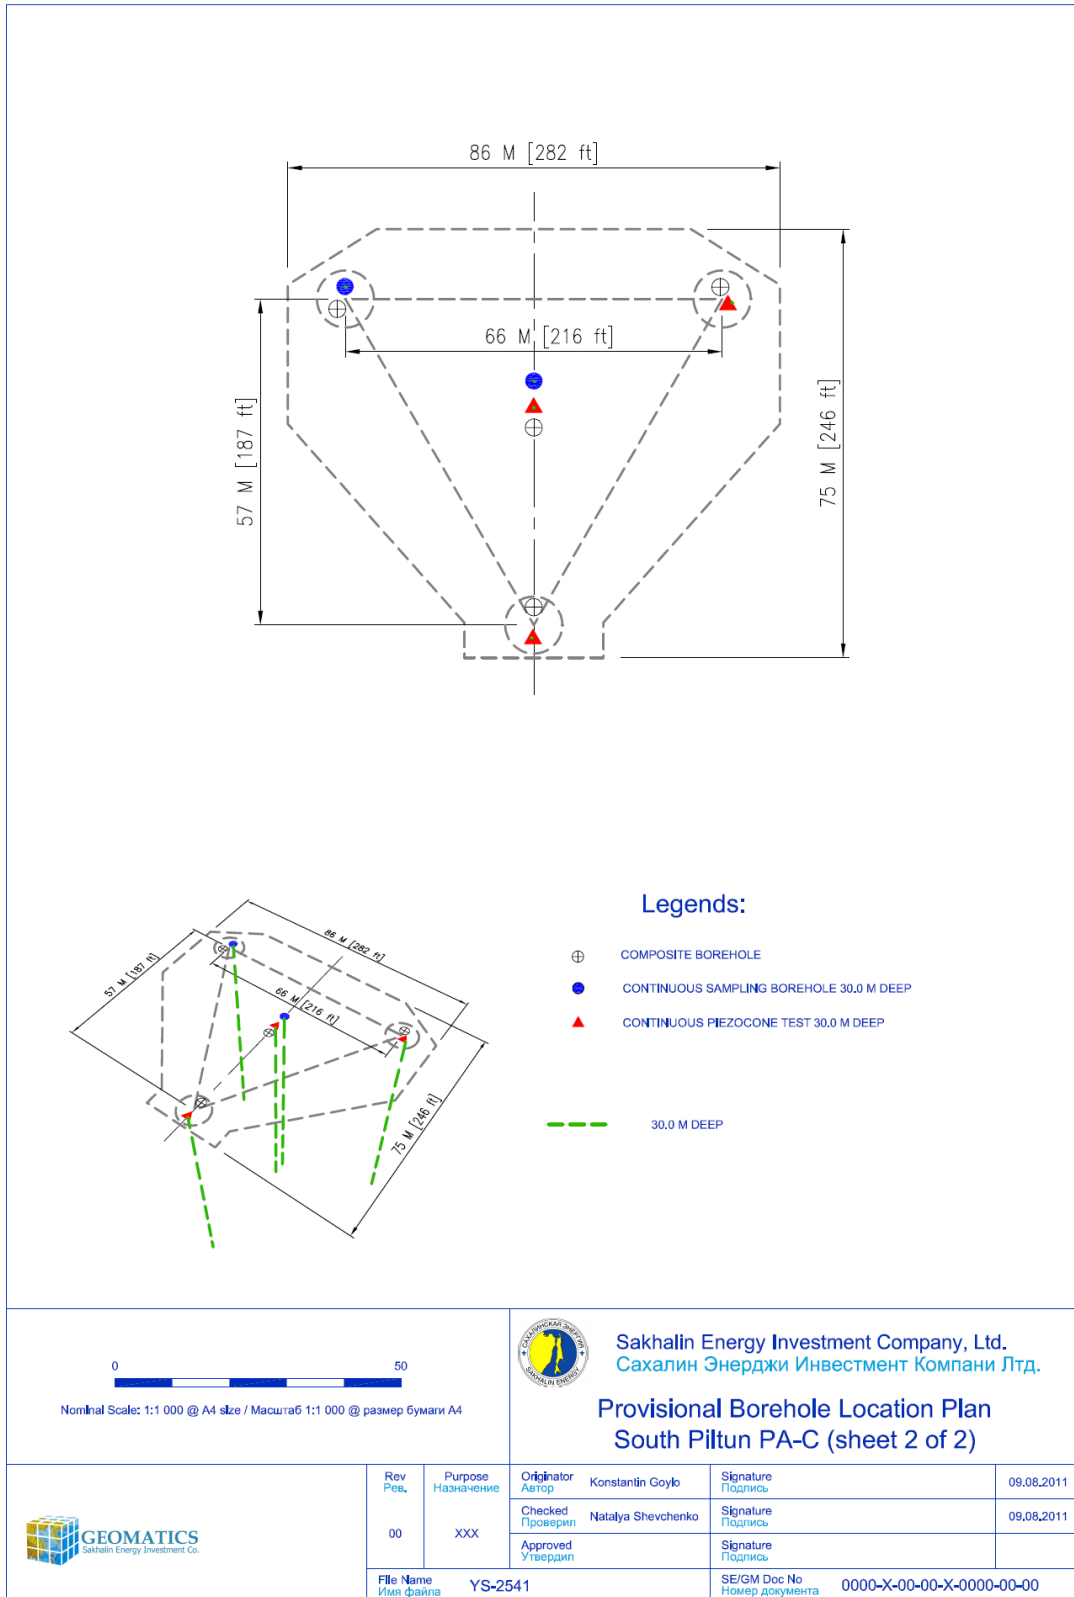 86 M [282 ft]
66 M [216 ft]
57 M [187 ft]
75 M [246 ft]
86 M [282 ft]
57 M [187 ft]
66 M [216 ft]
75 M [246 ft]
Legends:
COMPOSITE BOREHOLE
CONTINUOUS SAMPLING BOREHOLE 30.0 M DEEP
CONTINUOUS PIEZOCONE TEST 30.0 M DEEP
30.0 M DEEP
0 50
Nominal Scale: 1:1 000 @ A4 size / Масштаб 1:1 000 @ размер бумаги А4
САХАЛИНСКАЯ ЭНЕРГИЯ
SAKHALIN ENERGY
Sakhalin Energy Investment Company, Ltd.
Сахалин Энерджи Инвестмент Компани Лтд.
Provisional Borehole Location Plan
South Piltun PA-C (sheet 2 of 2)
GEOMATICS
Sakhalin Energy Investment Co.
Rev
Рев.
00
Purpose
Назначение
XXX
Originator
Автор
Konstantin Goylo
Signature
Подпись
09.08.2011
Checked
Проверил
Natalya Shevchenko
Signature
Подпись
09.08.2011
Approved
Утвердил
Signature
Подпись
File Name
Имя файла
YS-2541
SE/GM Doc No
Номер документа
0000-X-00-00-X-0000-00-00